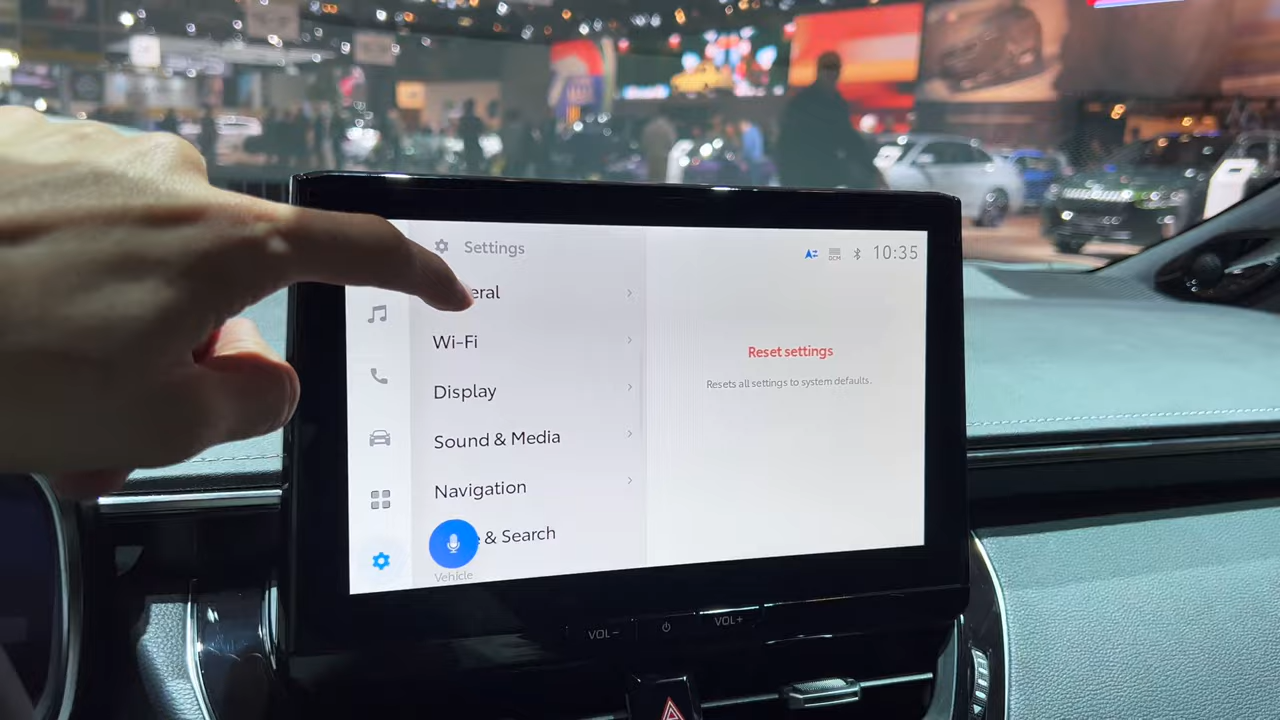 Settings
10:35
DCM
eral
Wi-Fi
Display
Sound & Media
Navigation
& Search
Vehicle
Reset settings
Resets all settings to system defaults.
VOL-
VOL+